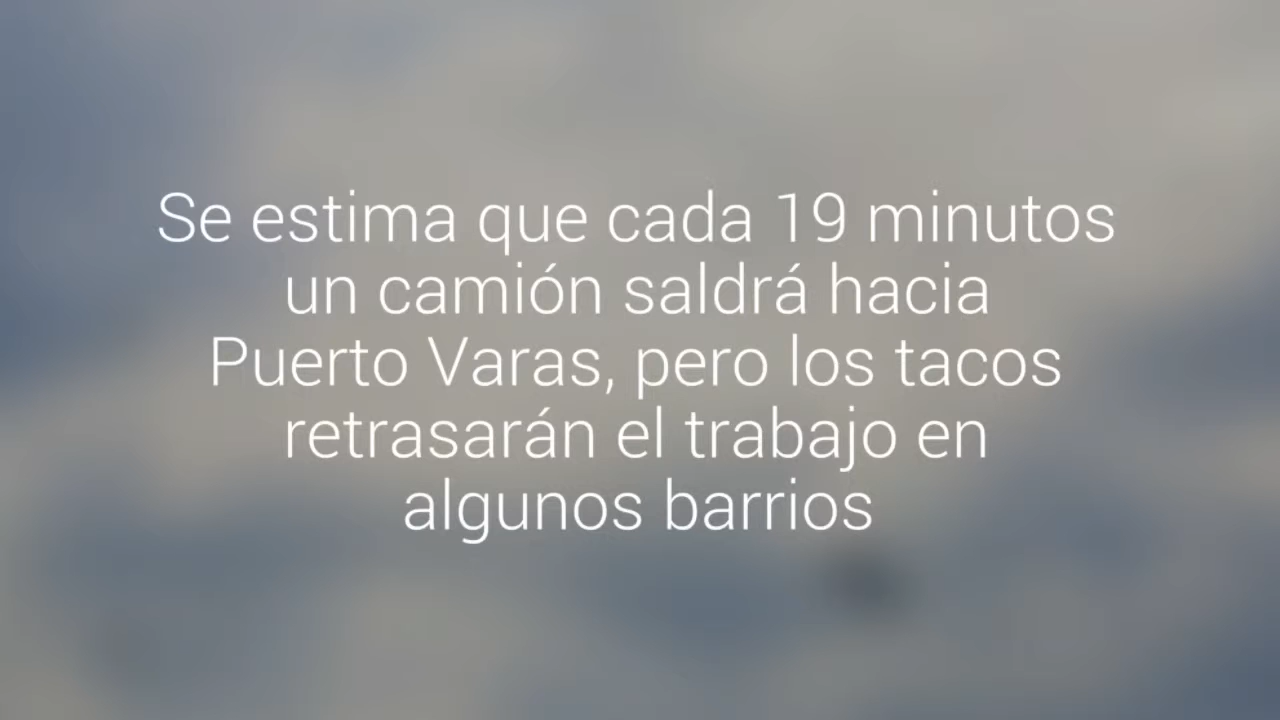 Se estima que cada 19 minutos
un camión saldrá hacia
Puerto Varas, pero los tacos
retrasarán el trabajo en
algunos barrios